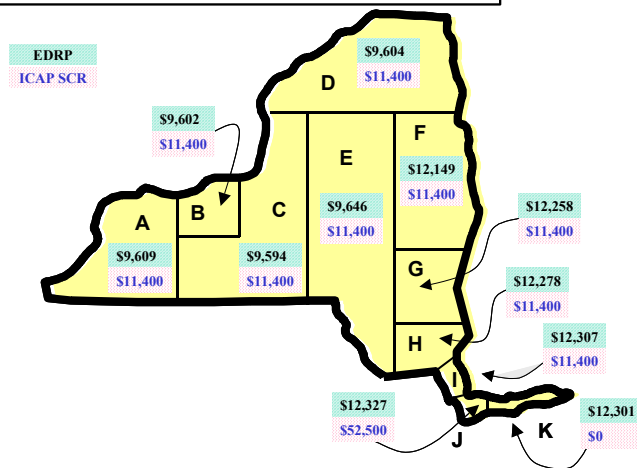 EDRP
ICAP SCR
D
$9,604
$11,400
$9,602
$11,400
F
E
$12,149
$11,400
A
B
C
$9,646
$11,400
$12,258
$11,400
$9,609
$11,400
$9,594
$11,400
G
$12,278
$11,400
H
$12,307
$11,400
I
$12,327
$52,500
J
K
$12,301
$0